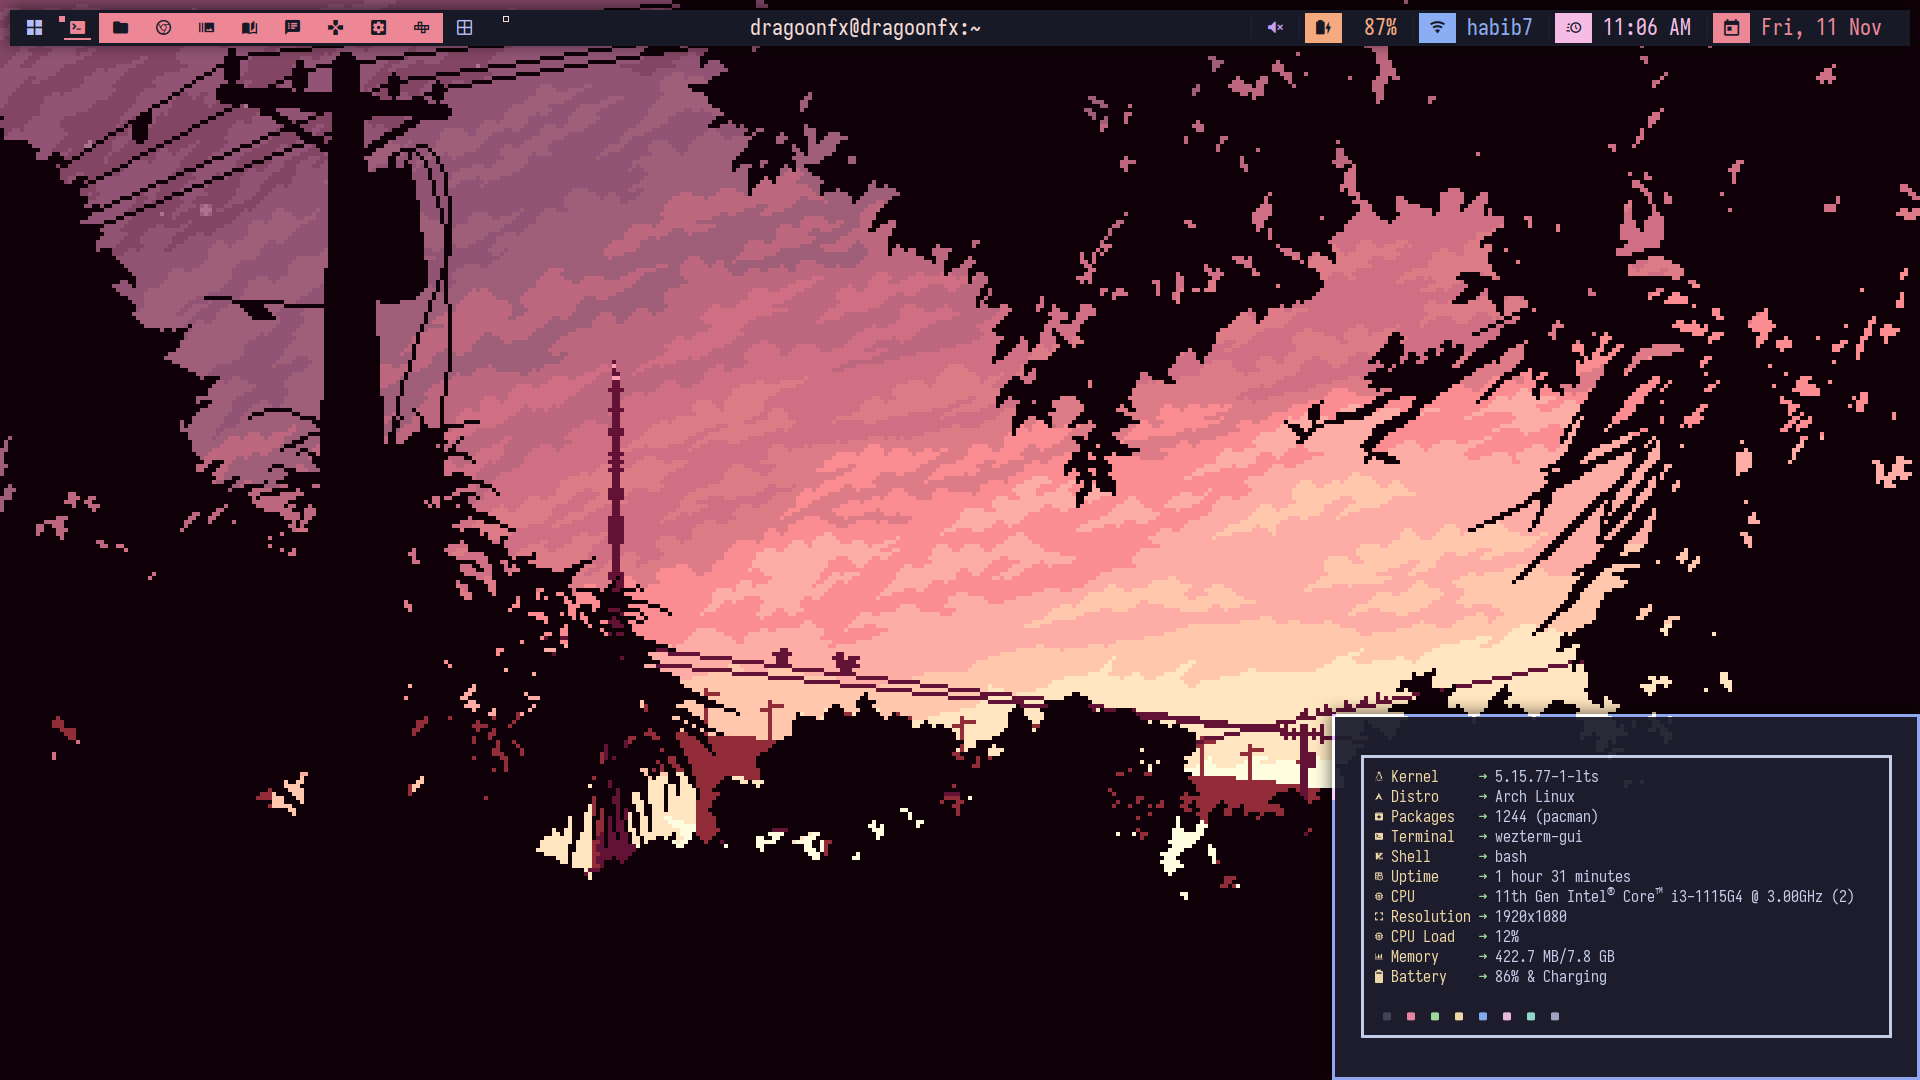 dragoonfx@dragoonfx:~
87%
habib7
11:06 AM
Fri, 11 Nov
Kernel → 5.15.77-1-lts
Distro → Arch Linux
Packages → 1244 (pacman)
Terminal → wezterm-gui
Shell → bash
Uptime → 1 hour 31 minutes
CPU → 11th Gen Intel® Core™ i3-1115G4 @ 3.00GHz (2)
Resolution → 1920x1080
CPU Load → 12%
Memory → 422.7 MB/7.8 GB
Battery → 86% & Charging